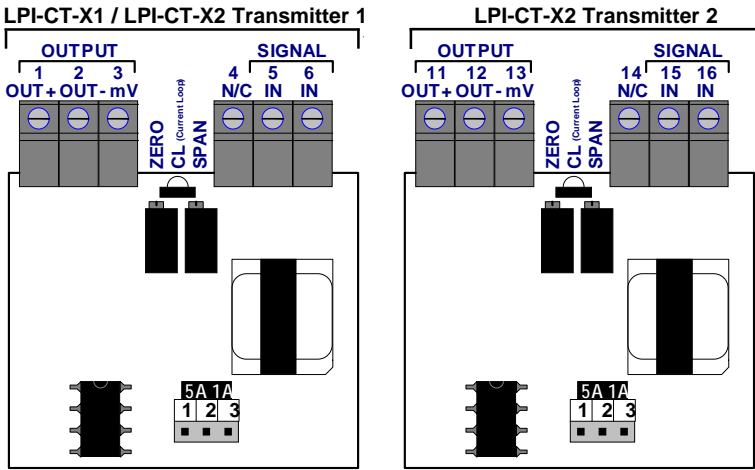 LPI-CT-X1 / LPI-CT-X2 Transmitter 1
OUTPUT SIGNAL
1 2 3 4 5 6
OUT+ OUT- mV N/C IN IN
ZERO
CL (Current Loop)
SPAN
5A 1A
1 2 3
LPI-CT-X2 Transmitter 2
OUTPUT SIGNAL
11 12 13 14 15 16
OUT+ OUT- mV N/C IN IN
ZERO
CL (Current Loop)
SPAN
5A 1A
1 2 3